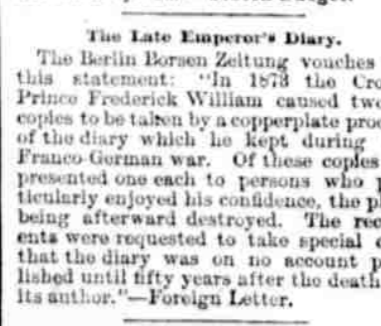 The Late Emperor's Diary.
The Berlin Borsen Zeitung vouches
this statement: "In 1873 the Cro
Prince Frederick William caused twe
copies to be taken by a copperplate proc
of the diary which he kept during
Franco-German war. Of these copies
presented one each to persons who p
ticularly enjoyed his confidence, the pl
being afterward destroyed. The rec
ents were requested to take special c
that the diary was on no account p
lished until fifty years after the death
its author."—Foreign Letter.